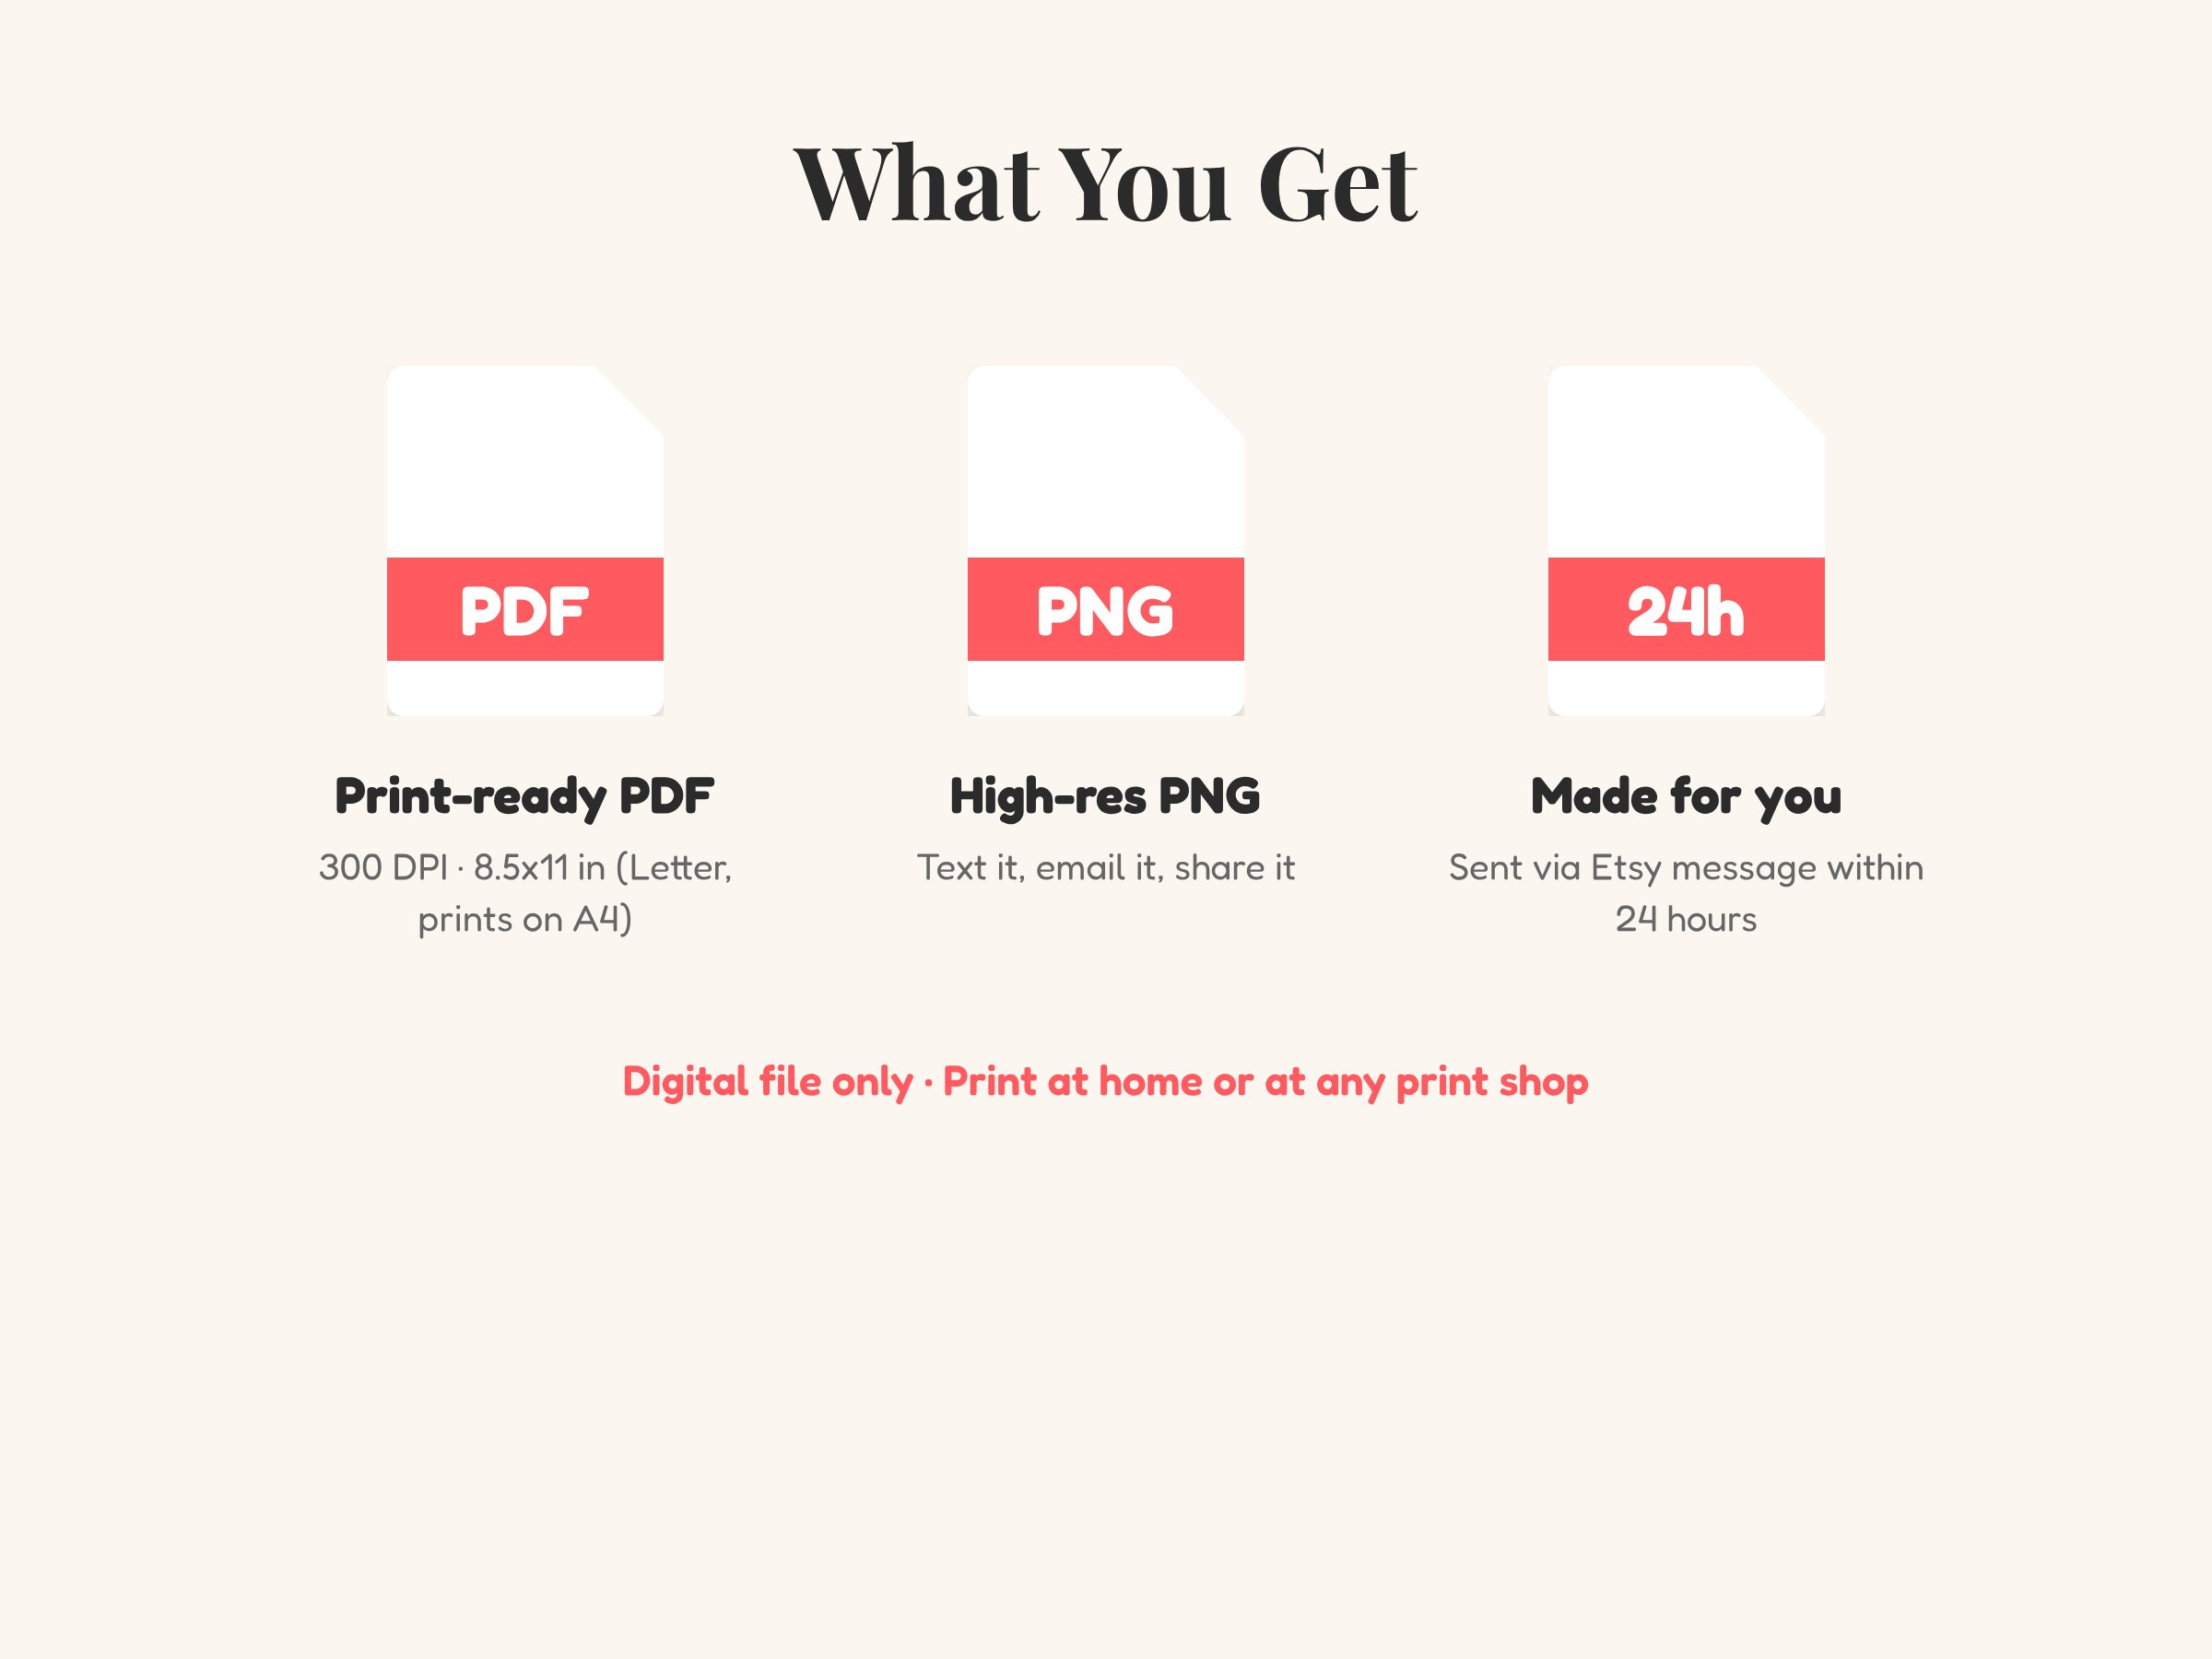 What You Get
PDF
PNG
24h
Print-ready PDF
300 DPI · 8.5x11 in (Letter,
prints on A4)
High-res PNG
Text it, email it, share it
Made for you
Sent via Etsy message within
24 hours
Digital file only · Print at home or at any print shop